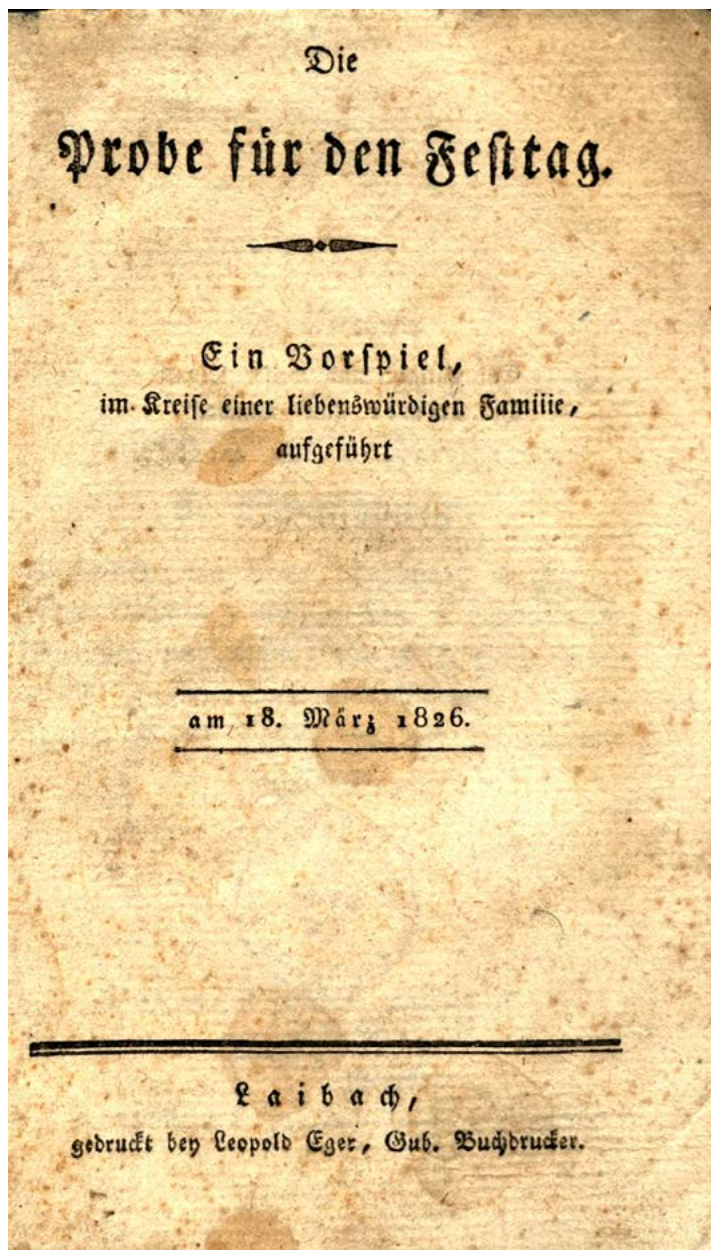 Die
Probe für den Festtag.
Ein Vorspiel,
im Kreise einer liebenswürdigen Familie,
aufgeführt
am 18. März 1826.
Laibach,
gedruckt bey Leopold Eger, Gub. Buchdrucker.